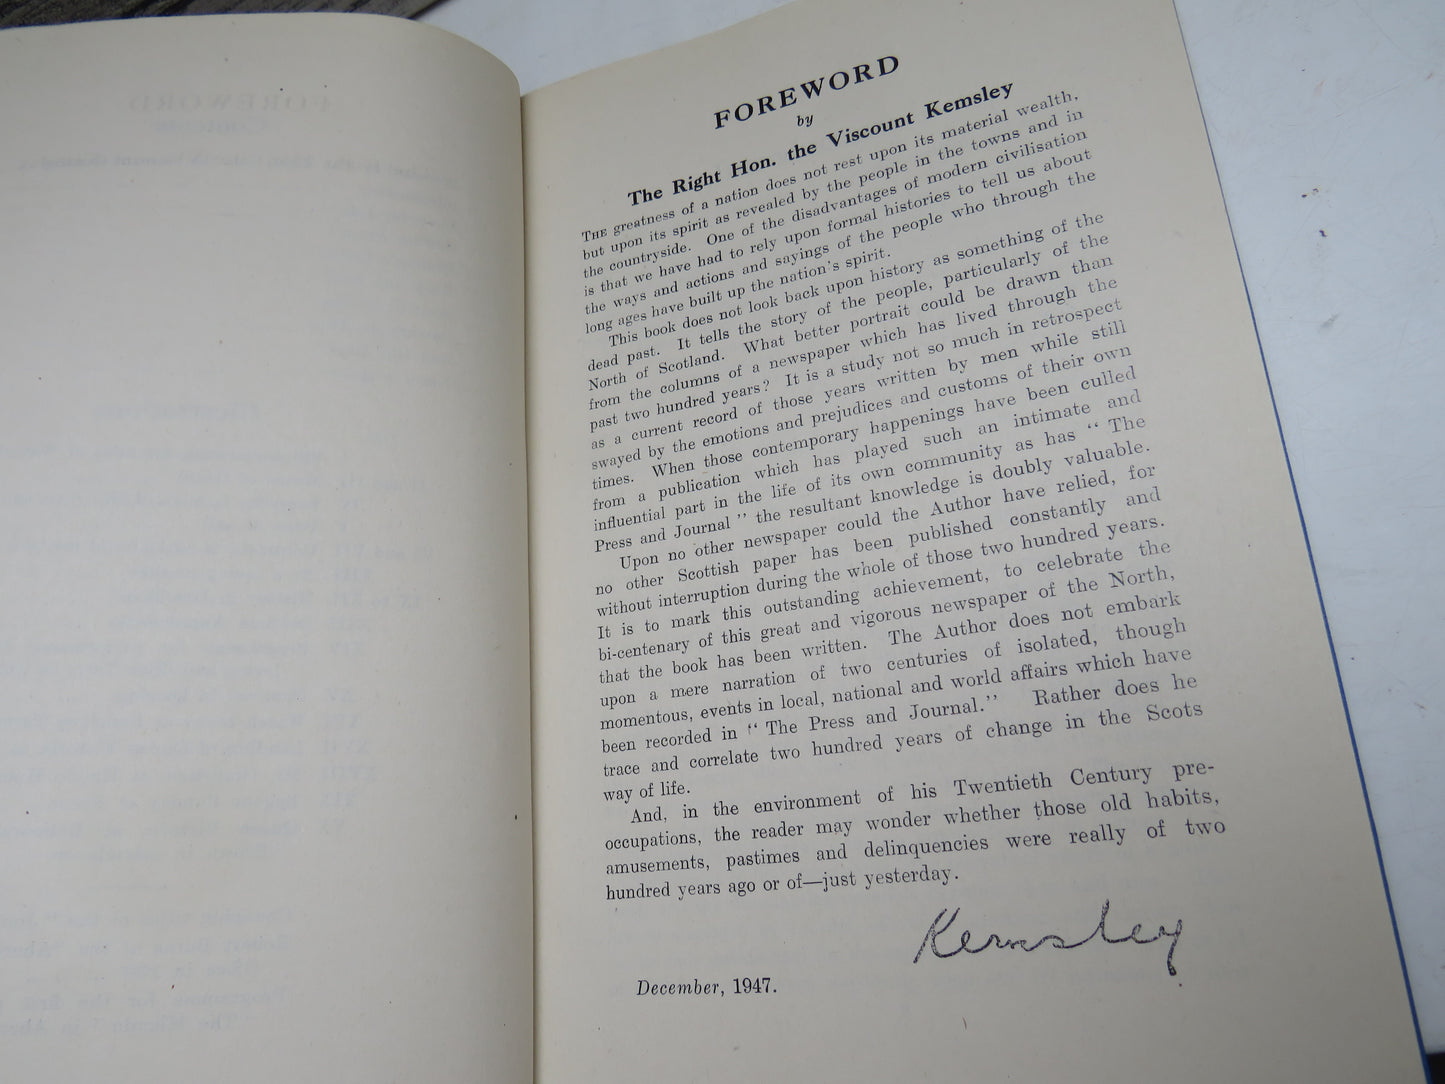 FOREWORD
by
The Right Hon. the Viscount Kemsley
THE greatness of a nation does not rest upon its material wealth,
but upon its spirit as revealed by the people in the towns and in
the countryside. One of the disadvantages of modern civilisation
is that we have had to rely upon formal histories to tell us about
the ways and actions and sayings of the people who through the
long ages have built up the nation's spirit.
This book does not look back upon history as something of the
dead past. It tells the story of the people, particularly of the
North of Scotland. What better portrait could be drawn than
from the columns of a newspaper which has lived through the
past two hundred years? It is a study not so much in retrospect
as a current record of those years written by men while still
swayed by the emotions and prejudices and customs of their own
times. When those contemporary happenings have been culled
from a publication which has played such an intimate and
influential part in the life of its own community as has "The
Press and Journal" the resultant knowledge is doubly valuable.
Upon no other newspaper could the Author have relied, for
no other Scottish paper has been published constantly and
without interruption during the whole of those two hundred years.
It is to mark this outstanding achievement, to celebrate the
bi-centenary of this great and vigorous newspaper of the North,
that the book has been written. The Author does not embark
upon a mere narration of two centuries of isolated, though
momentous, events in local, national and world affairs which have
been recorded in "The Press and Journal." Rather does he
trace and correlate two hundred years of change in the Scots
way of life.
And, in the environment of his Twentieth Century pre-
occupations, the reader may wonder whether those old habits,
amusements, pastimes and delinquencies were really of two
hundred years ago or of—just yesterday.
Kemsley
December, 1947.